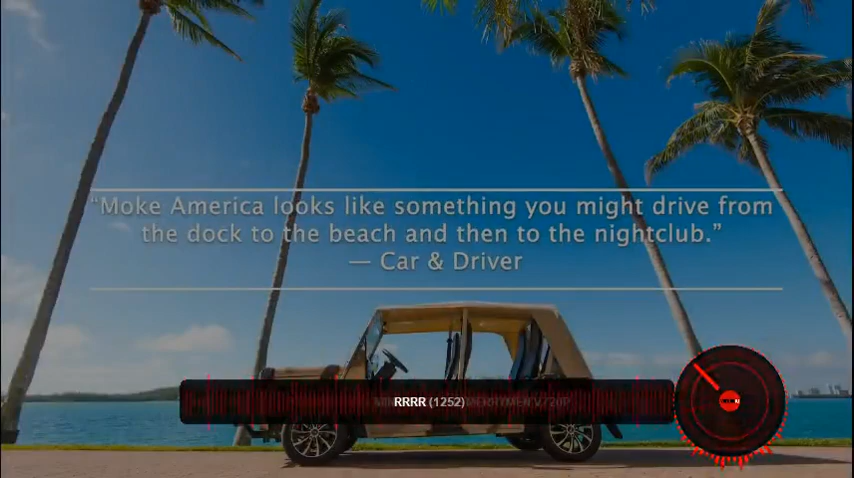 “Moke America looks like something you might drive from
the dock to the beach and then to the nightclub.”
— Car & Driver
RRRR (1252)